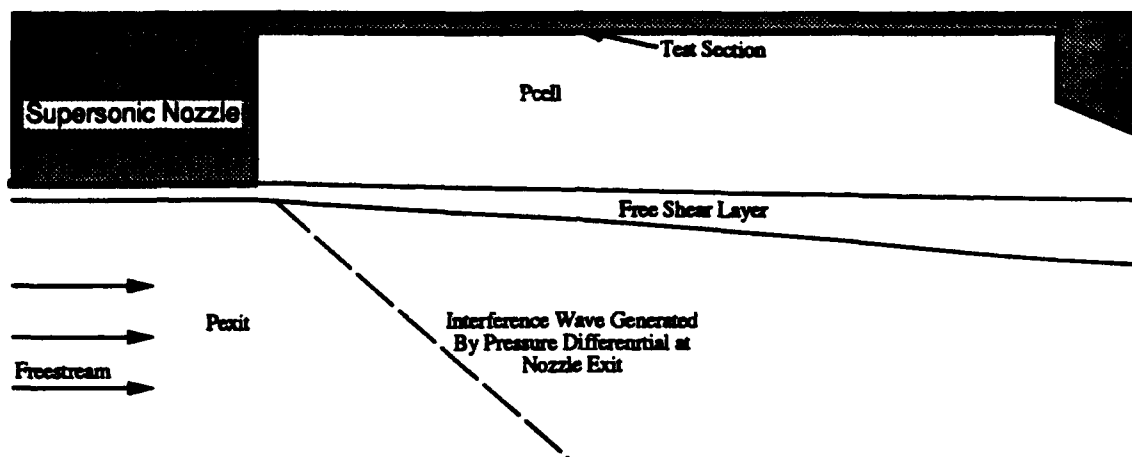 Test Section
Pcell
Supersonic Nozzle
Free Shear Layer
Pexit
Interference Wave Generated
By Pressure Differenrtial at
Nozzle Exit
Freestream